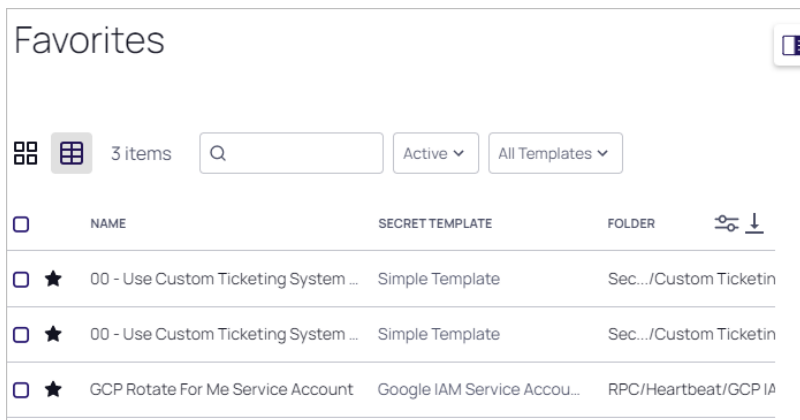 Favorites
3 items Active All Templates
NAME SECRET TEMPLATE FOLDER
00 - Use Custom Ticketing System ... Simple Template Sec.../Custom Ticketin
00 - Use Custom Ticketing System ... Simple Template Sec.../Custom Ticketin
GCP Rotate For Me Service Account Google IAM Service Accou... RPC/Heartbeat/GCP IA